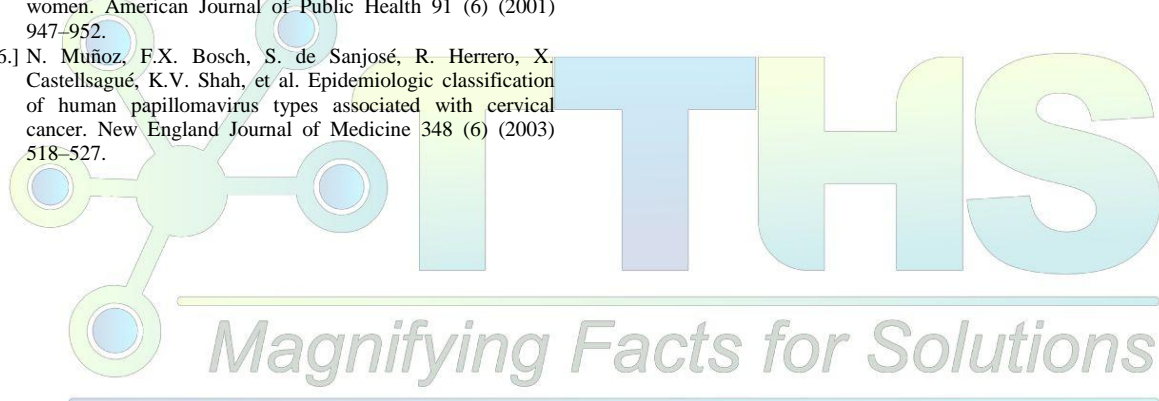 women. American Journal of Public Health 91 (6) (2001)
947–952.
6.] N. Muñoz, F.X. Bosch, S. de Sanjosé, R. Herrero, X.
Castellsagué, K.V. Shah, et al. Epidemiologic classification
of human papillomavirus types associated with cervical
cancer. New England Journal of Medicine 348 (6) (2003)
518–527.
TTHS
Magnifying Facts for Solutions